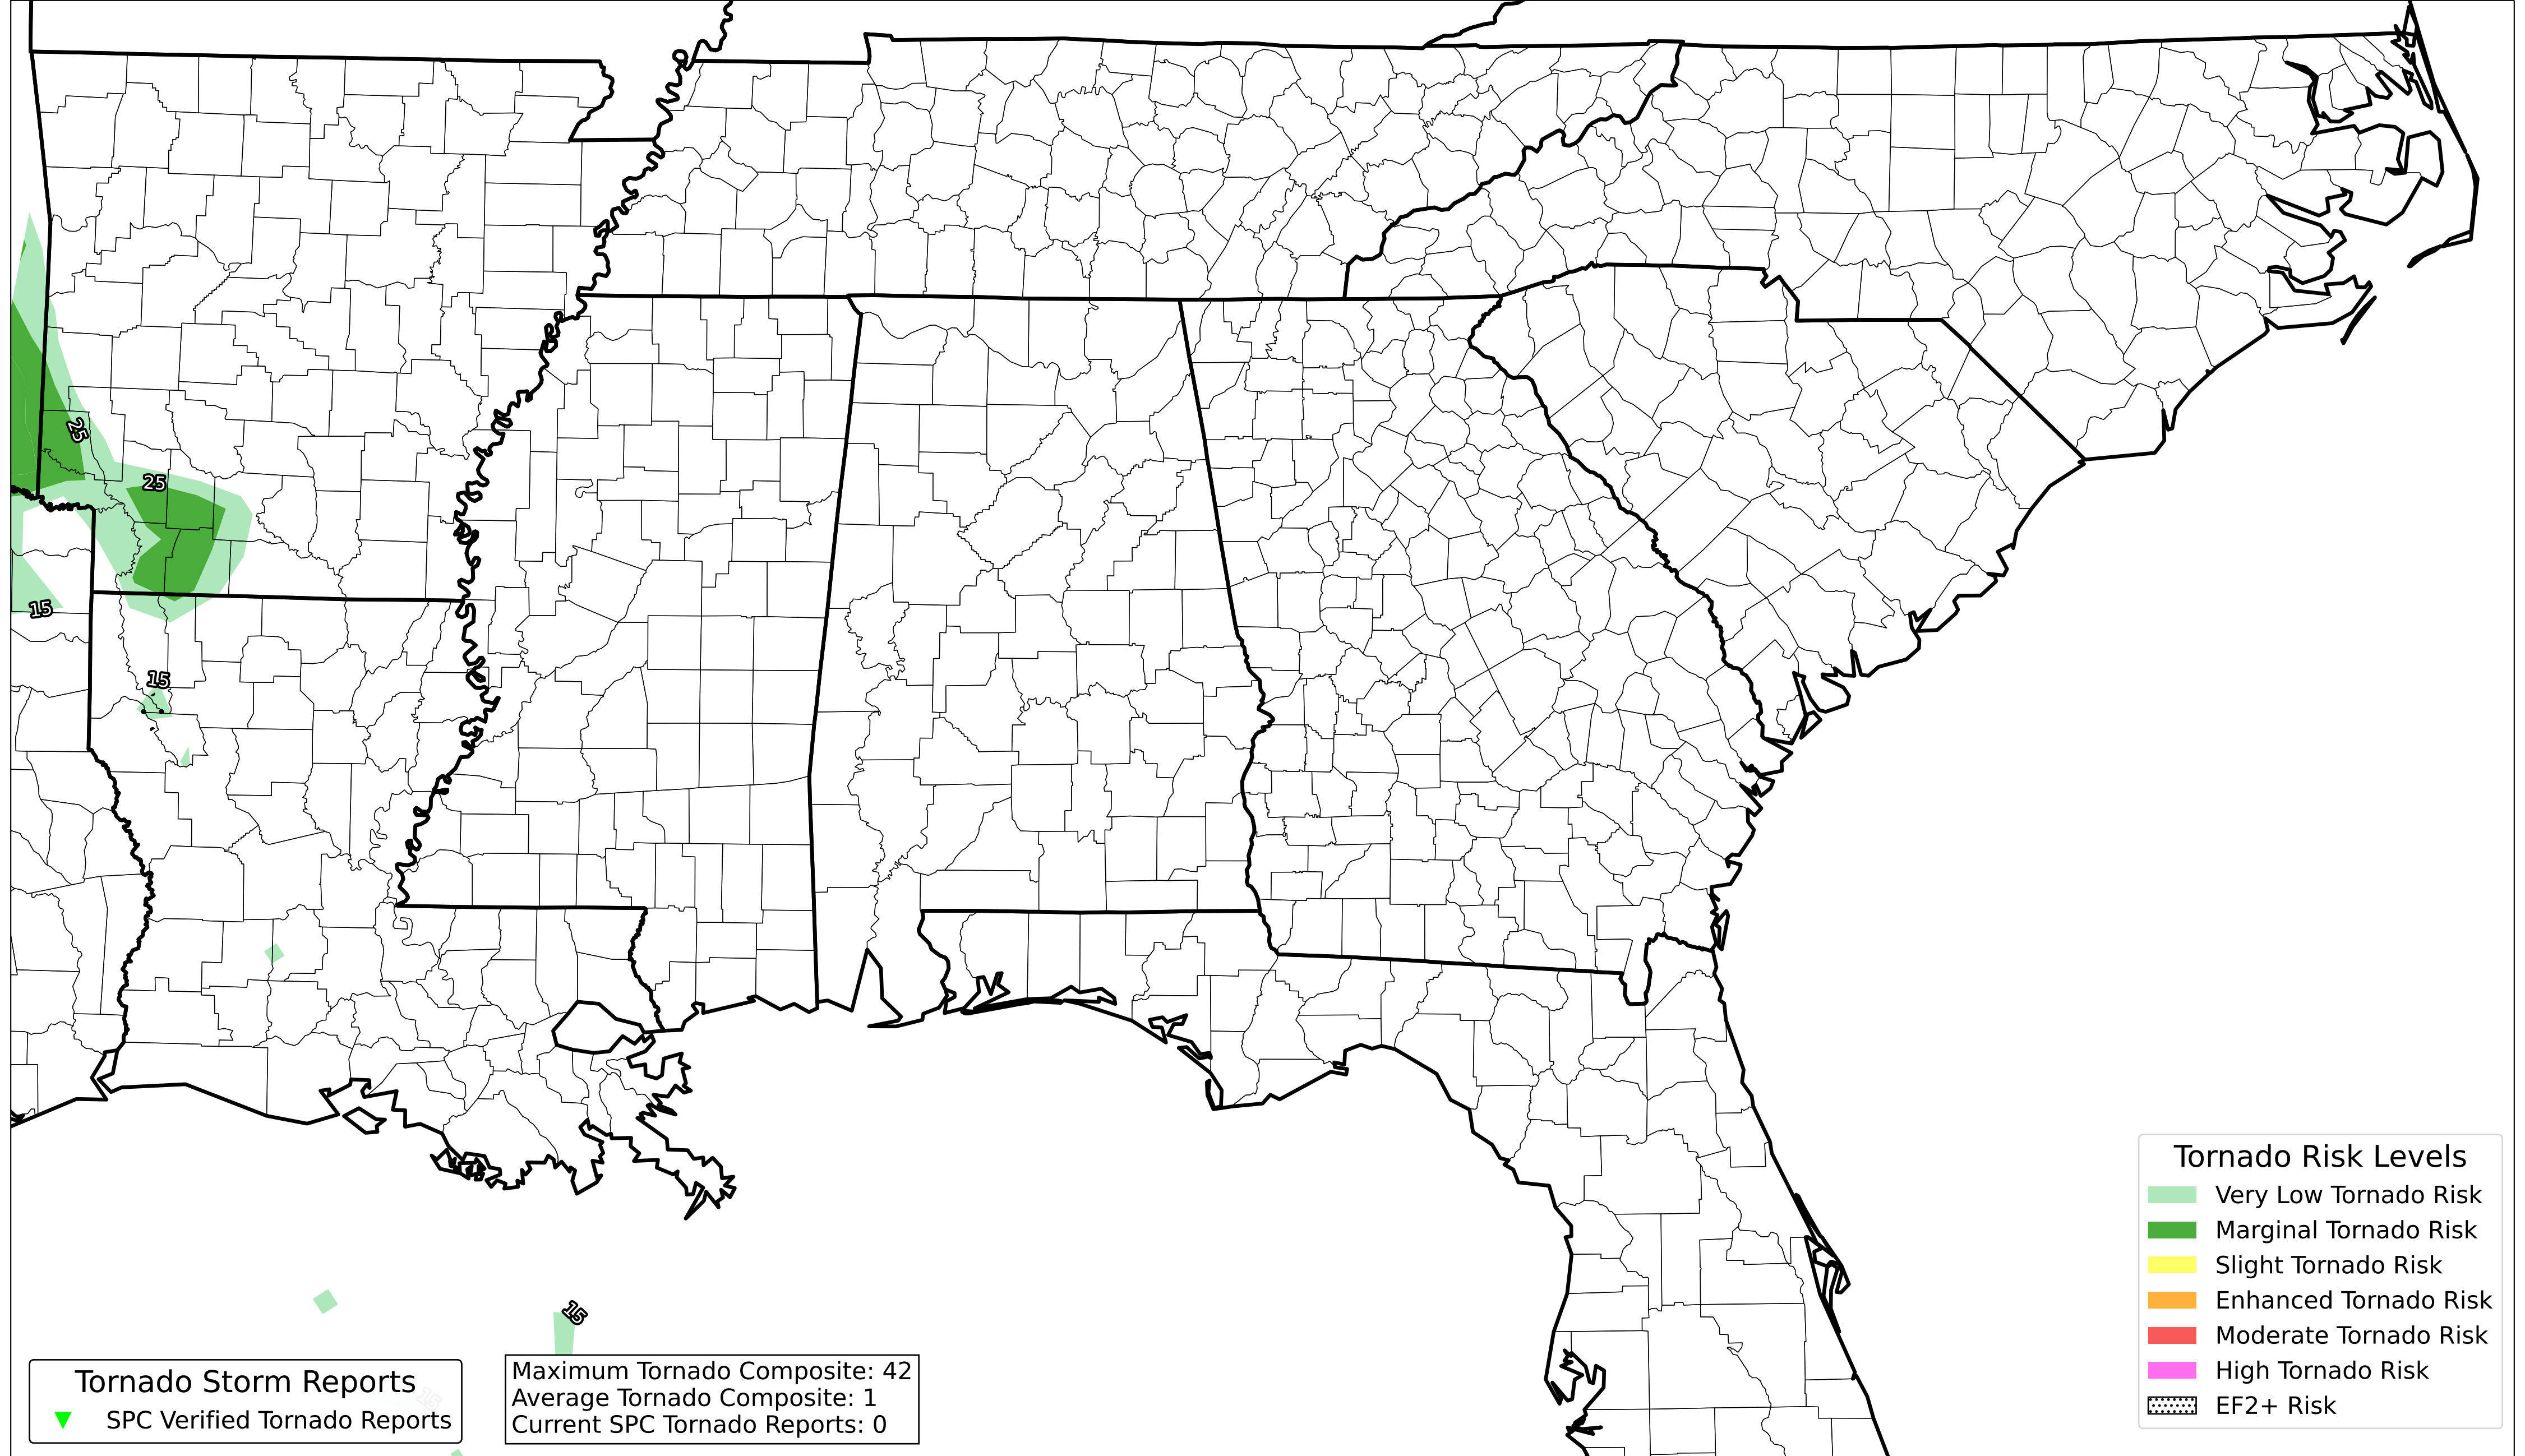 25
25
15
15
15
15
Tornado Storm Reports
SPC Verified Tornado Reports
Maximum Tornado Composite: 42
Average Tornado Composite: 1
Current SPC Tornado Reports: 0
Tornado Risk Levels
Very Low Tornado Risk
Marginal Tornado Risk
Slight Tornado Risk
Enhanced Tornado Risk
Moderate Tornado Risk
High Tornado Risk
EF2+ Risk